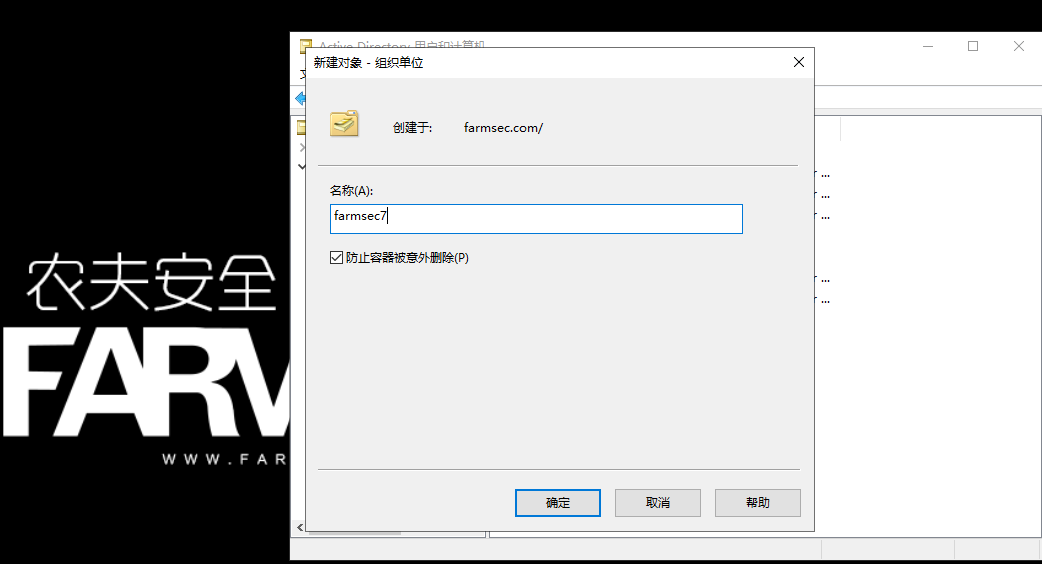 Active Directory 用户和计算机
新建对象 - 组织单位
创建于: farmsec.com/
名称(A):
farmsec7
防止容器被意外删除(P)
确定 取消 帮助
农夫安全
WWW.FAR